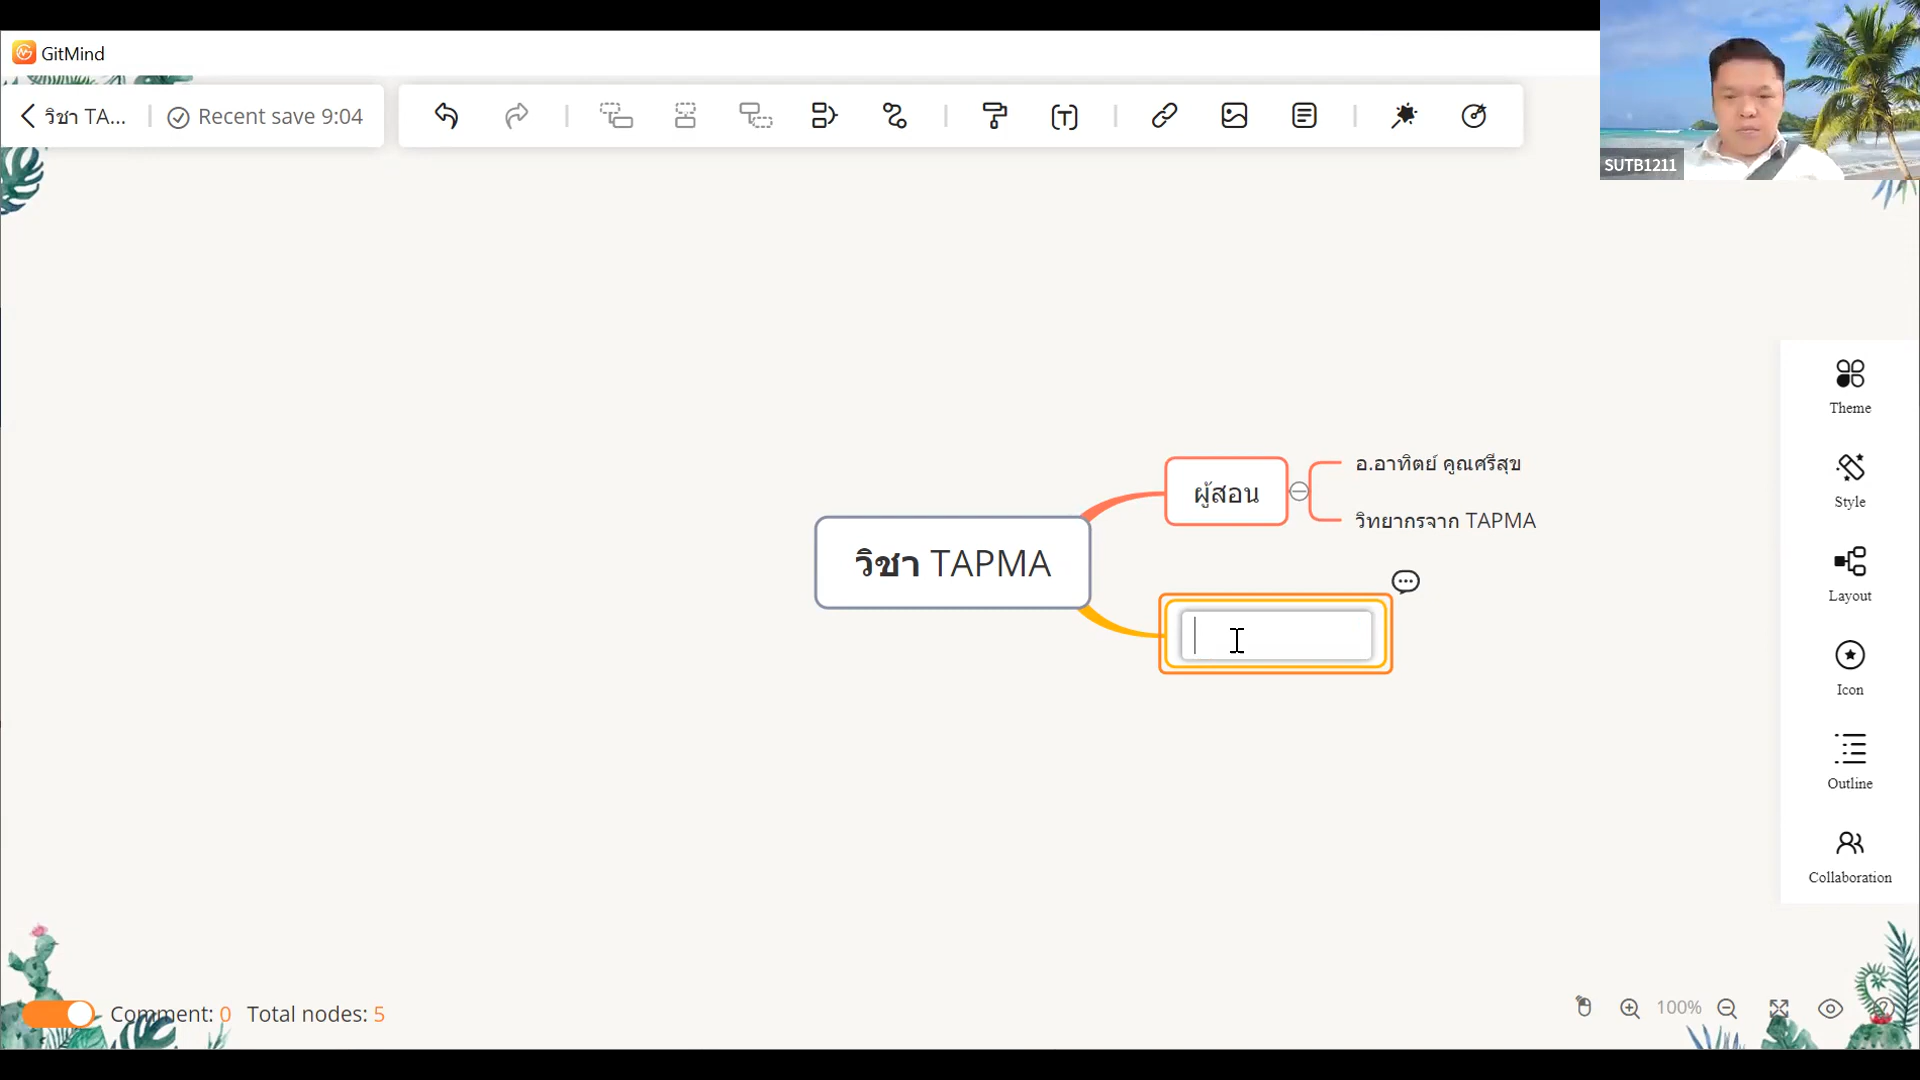 GitMind
วิชา TA...
Recent save 9:04
SUTB1211
Theme
Style
Layout
Icon
Outline
Collaboration
อ.อาทิตย์ คูณศรีสุข
ผู้สอน
วิทยากรจาก TAPMA
วิชา TAPMA
Comment: 0
Total nodes: 5
100%